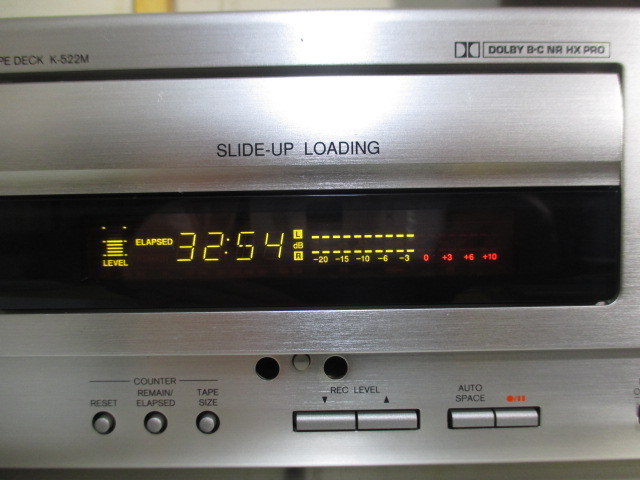 DECK K-522M
DOLBY B·C NR HX PRO
SLIDE-UP LOADING
ELAPSED 32:54
L
dB
R
LEVEL
-20 -15 -10 -6 -3 0 +3 +6 +10
COUNTER
RESET
REMAIN/
ELAPSED
TAPE
SIZE
REC LEVEL
▼ ▲
AUTO
SPACE
●/❙❙